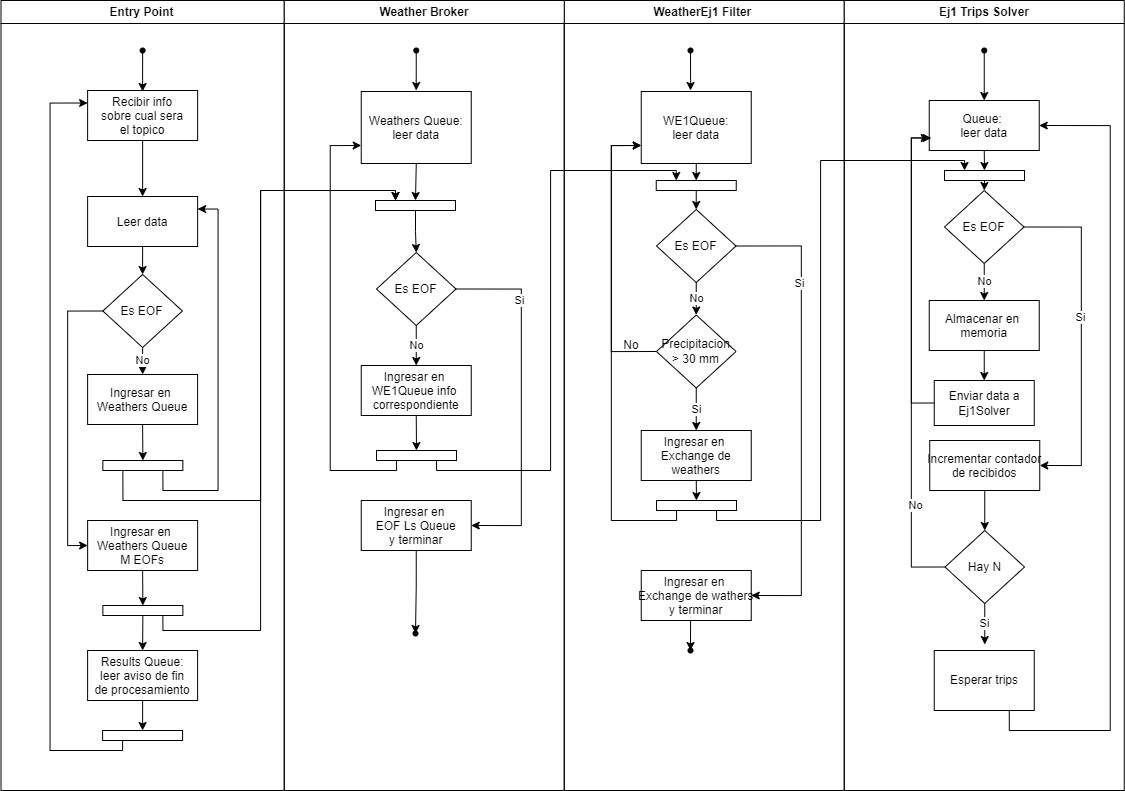 Entry Point
Weather Broker
WeatherEj1 Filter
Ej1 Trips Solver
Recibir info
sobre cual sera
el topico
Leer data
Es EOF
No
Ingresar en
Weathers Queue
Ingresar en
Weathers Queue
M EOFs
Results Queue:
leer aviso de fin
de procesamiento
Weathers Queue:
leer data
Es EOF
Si
No
Ingresar en
WE1Queue info
correspondiente
Ingresar en
EOF Ls Queue
y terminar
WE1Queue:
leer data
Es EOF
Si
No
Precipitacion
> 30 mm
No
Si
Ingresar en
Exchange de
weathers
Ingresar en
Exchange de wathers
y terminar
Queue:
leer data
Es EOF
No
Si
Almacenar en
memoria
Enviar data a
Ej1Solver
Incrementar contador
de recibidos
No
Hay N
Si
Esperar trips